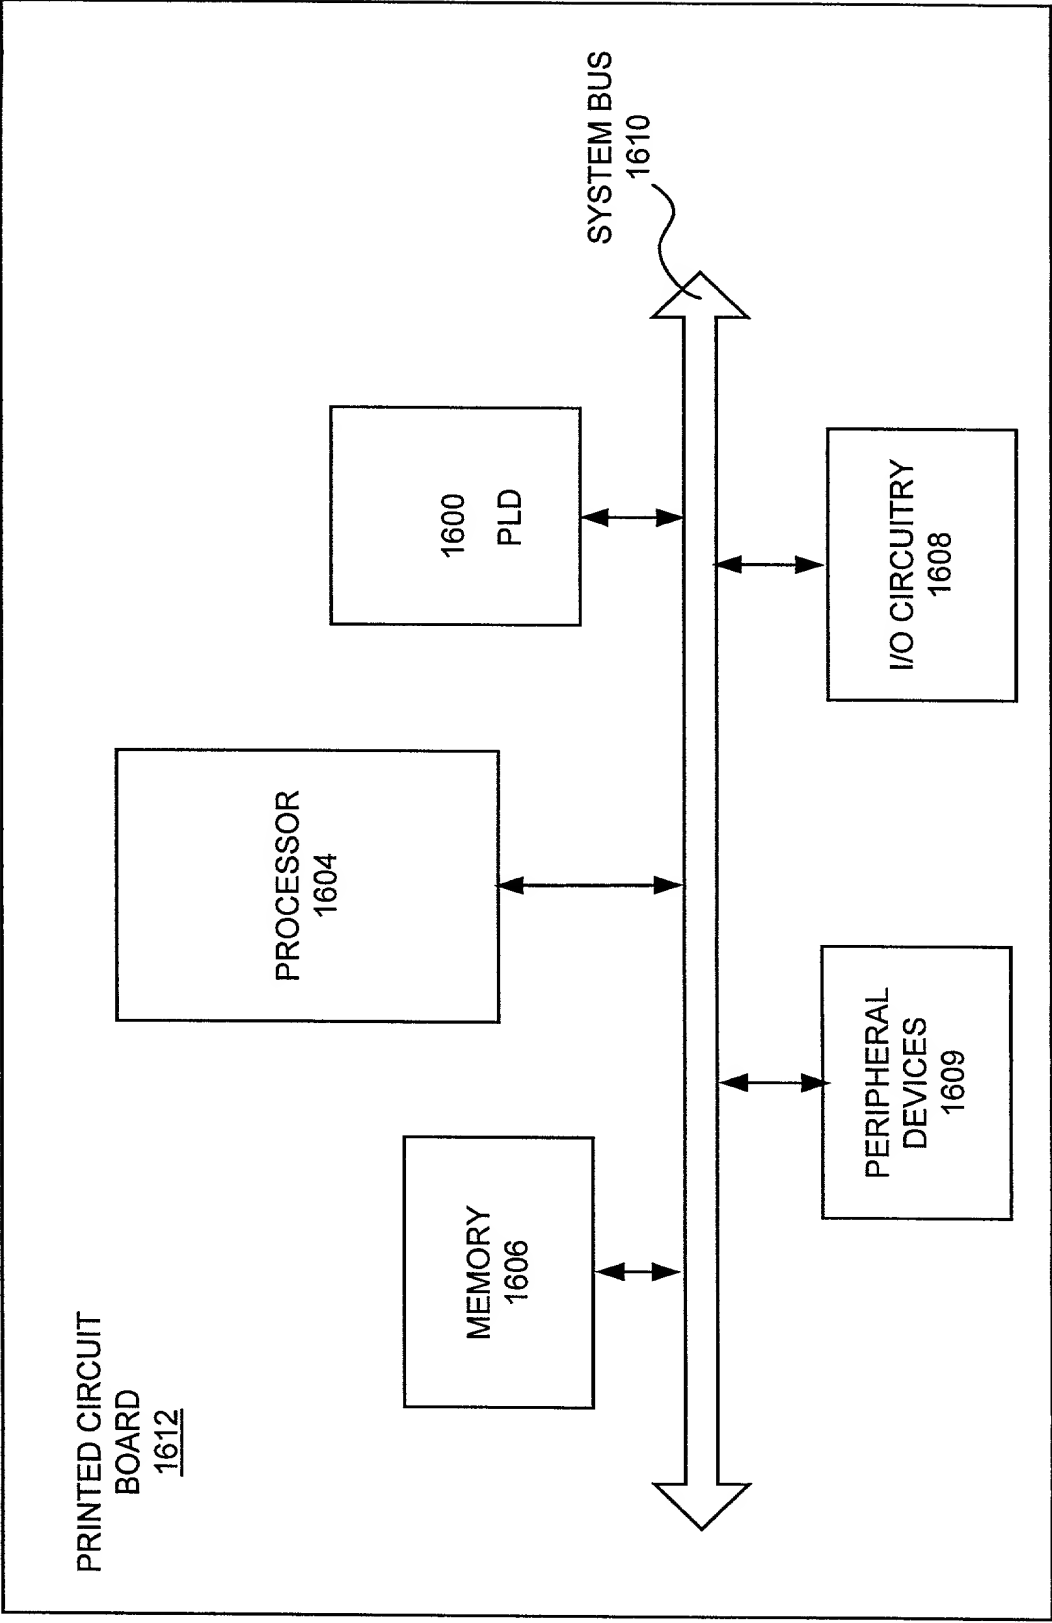 PRINTED CIRCUIT
BOARD
1612
MEMORY
1606
PROCESSOR
1604
1600
PLD
SYSTEM BUS
1610
PERIPHERAL
DEVICES
1609
I/O CIRCUITRY
1608